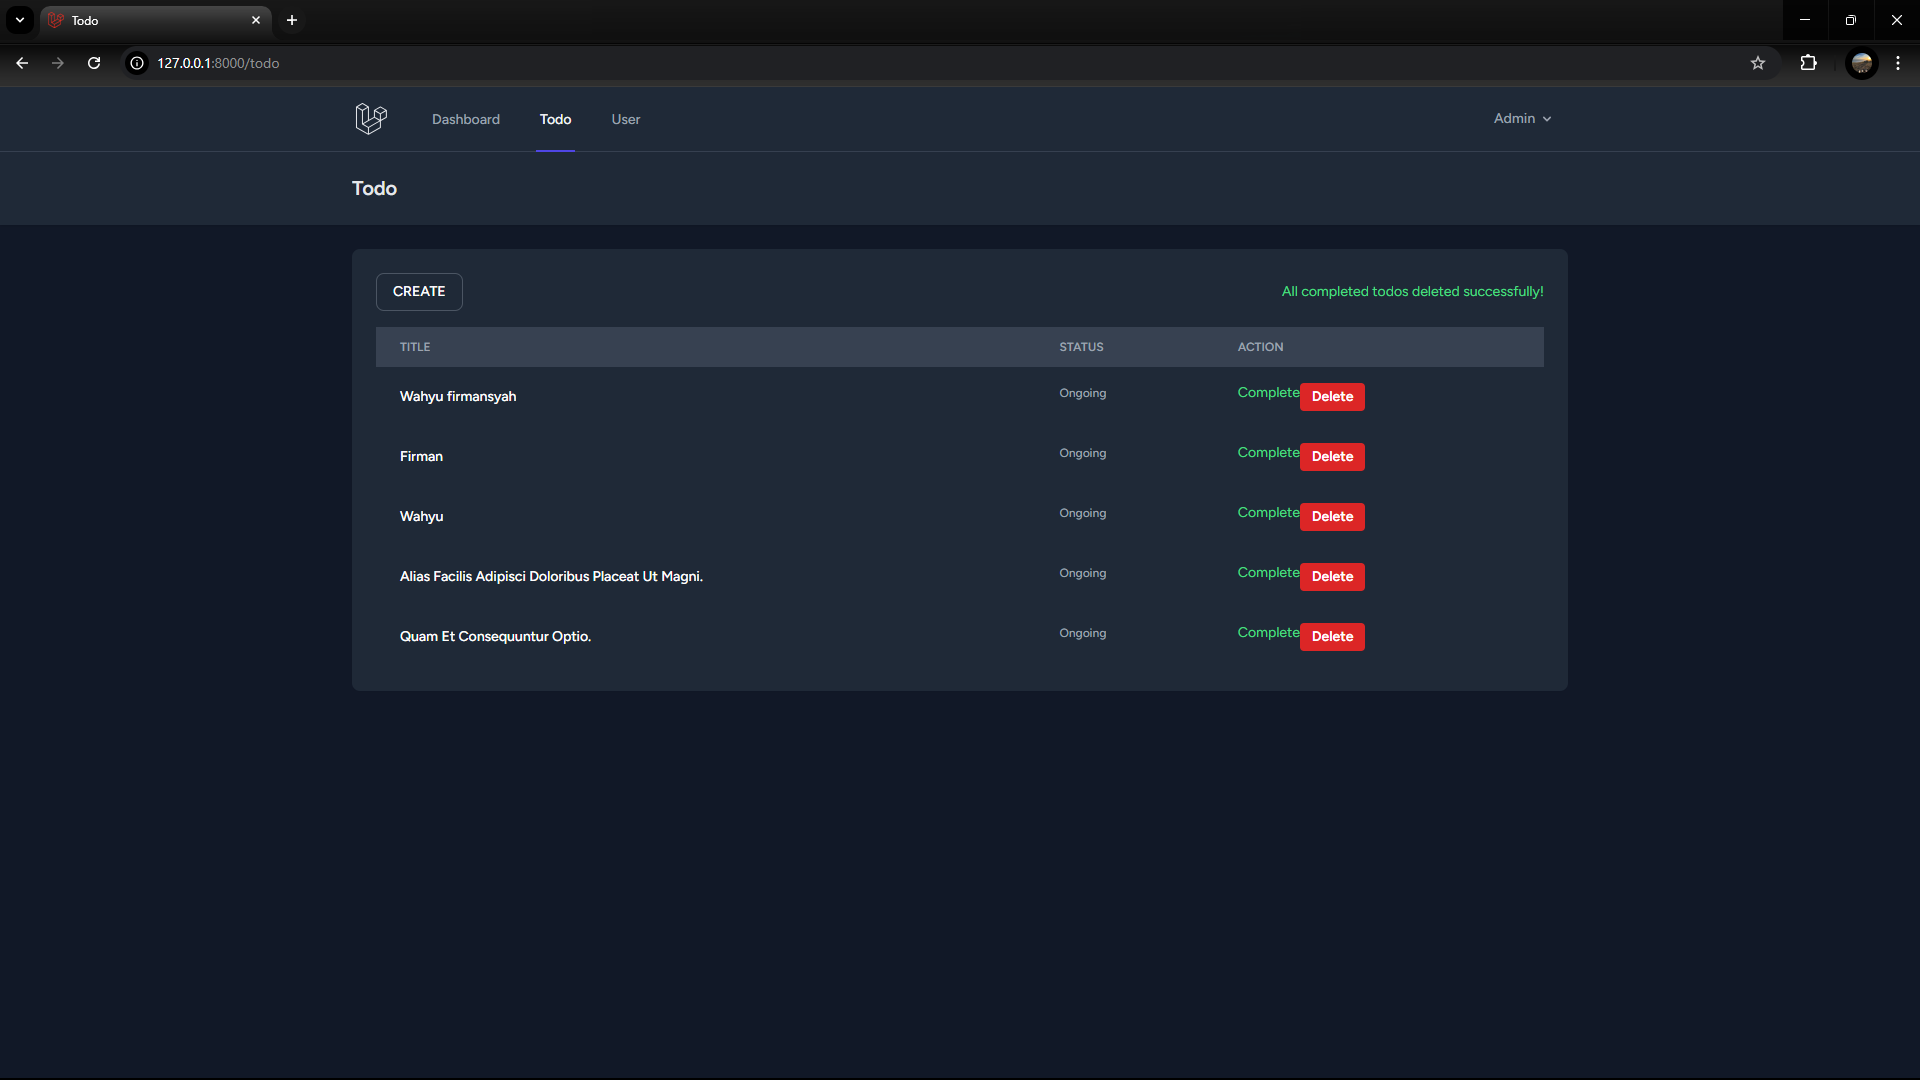 Todo
127.0.0.1:8000/todo
Dashboard Todo User Admin
Todo
CREATE All completed todos deleted successfully!
TITLE STATUS ACTION
Wahyu firmansyah Ongoing Complete Delete
Firman Ongoing Complete Delete
Wahyu Ongoing Complete Delete
Alias Facilis Adipisci Doloribus Placeat Ut Magni. Ongoing Complete Delete
Quam Et Consequuntur Optio. Ongoing Complete Delete